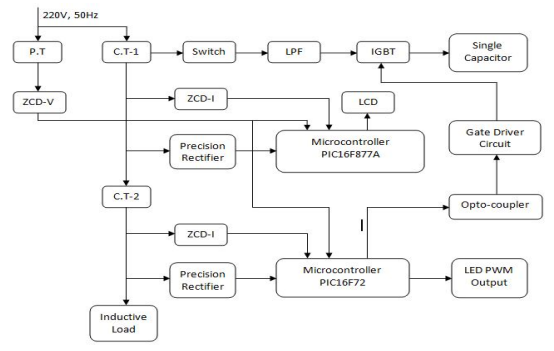 220V, 50Hz
P.T
C.T-1
Switch
LPF
IGBT
Single
Capacitor
ZCD-V
ZCD-I
LCD
Precision
Rectifier
Microcontroller
PIC16F877A
Gate Driver
Circuit
C.T-2
Opto-coupler
ZCD-I
Precision
Rectifier
Microcontroller
PIC16F72
LED PWM
Output
Inductive
Load